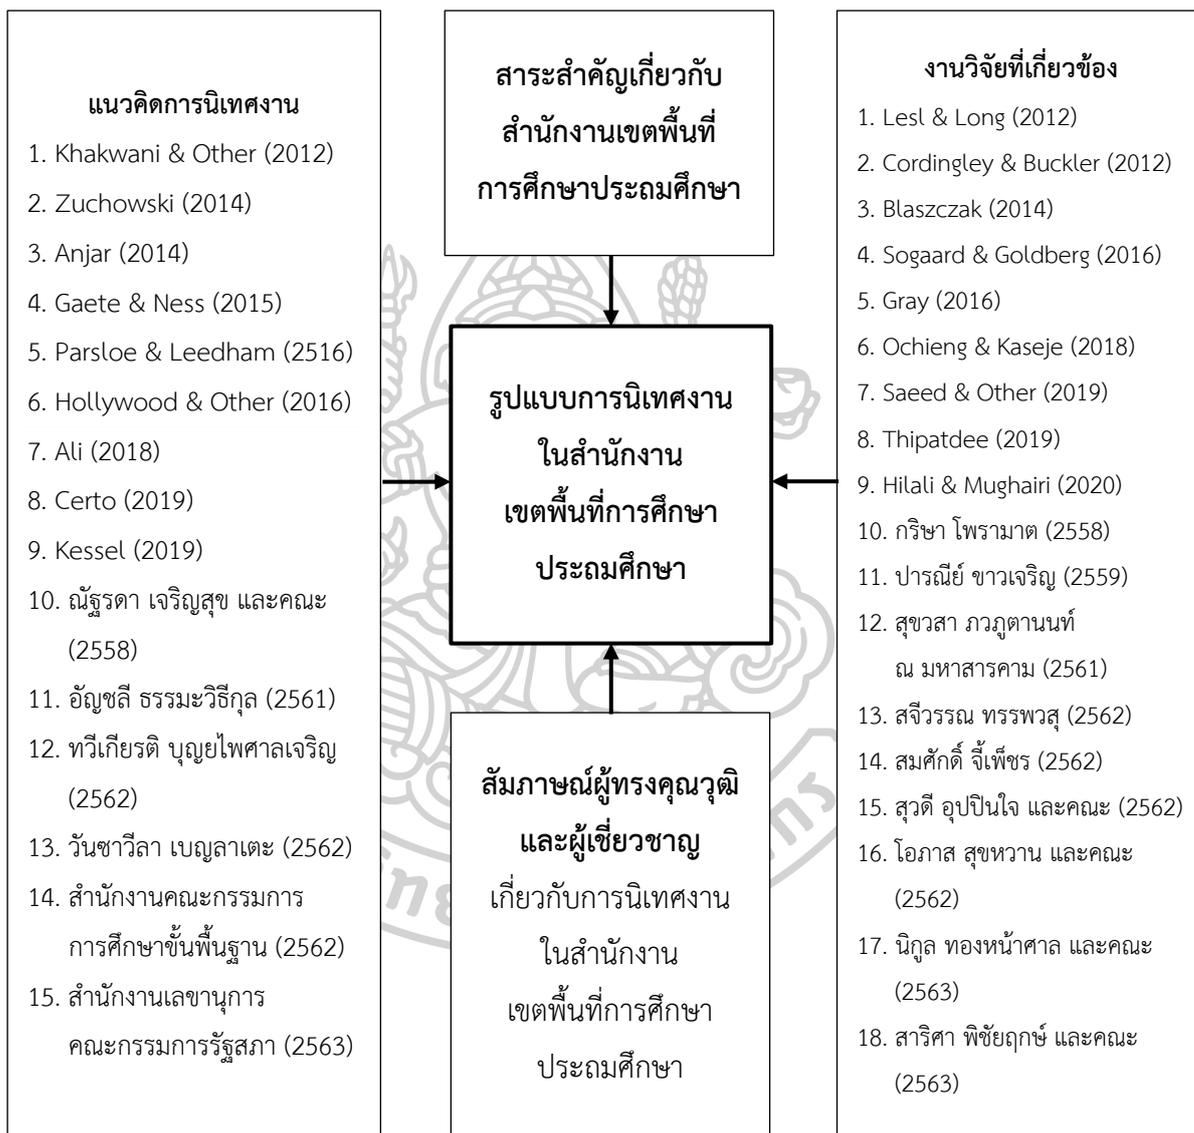 แนวคิดการนิเทศงาน
1. Khakwani & Other (2012)
2. Zuchowski (2014)
3. Anjar (2014)
4. Gaete & Ness (2015)
5. Parsloe & Leedham (2516)
6. Hollywood & Other (2016)
7. Ali (2018)
8. Certo (2019)
9. Kessel (2019)
10. ณัฐรดา เจริญสุข และคณะ
(2558)
11. อัญชลี ธรรมะวิธีกุล (2561)
12. ทวีเกียรติ บุญยไพศาลเจริญ
(2562)
13. วันซาวีลา เบญลาเตะ (2562)
14. สำนักงานคณะกรรมการ
การศึกษาขั้นพื้นฐาน (2562)
15. สำนักงานเลขานุการ
คณะกรรมการรัฐสภา (2563)
สาระสำคัญเกี่ยวกับ
สำนักงานเขตพื้นที่
การศึกษาประถมศึกษา
รูปแบบการนิเทศงาน
ในสำนักงาน
เขตพื้นที่การศึกษา
ประถมศึกษา
สัมภาษณ์ผู้ทรงคุณวุฒิ
และผู้เชี่ยวชาญ
เกี่ยวกับการนิเทศงาน
ในสำนักงาน
เขตพื้นที่การศึกษา
ประถมศึกษา
งานวิจัยที่เกี่ยวข้อง
1. Lesl & Long (2012)
2. Cordingley & Buckler (2012)
3. Blaszczak (2014)
4. Sogaard & Goldberg (2016)
5. Gray (2016)
6. Ochieng & Kaseje (2018)
7. Saeed & Other (2019)
8. Thipatdee (2019)
9. Hilali & Mughairi (2020)
10. กริษา โพรามาต (2558)
11. ปารณีย์ ขาวเจริญ (2559)
12. สุขวสา ภวภูตานนท์
ณ มหาสารคาม (2561)
13. สจีวรรณ ทรรพวสุ (2562)
14. สมศักดิ์ จี้เพ็ชร (2562)
15. สุวดี อุปปินใจ และคณะ (2562)
16. โอภาส สุขหวาน และคณะ
(2562)
17. นิกูล ทองหน้าศาล และคณะ
(2563)
18. สาริศา พิชัยฤกษ์ และคณะ
(2563)